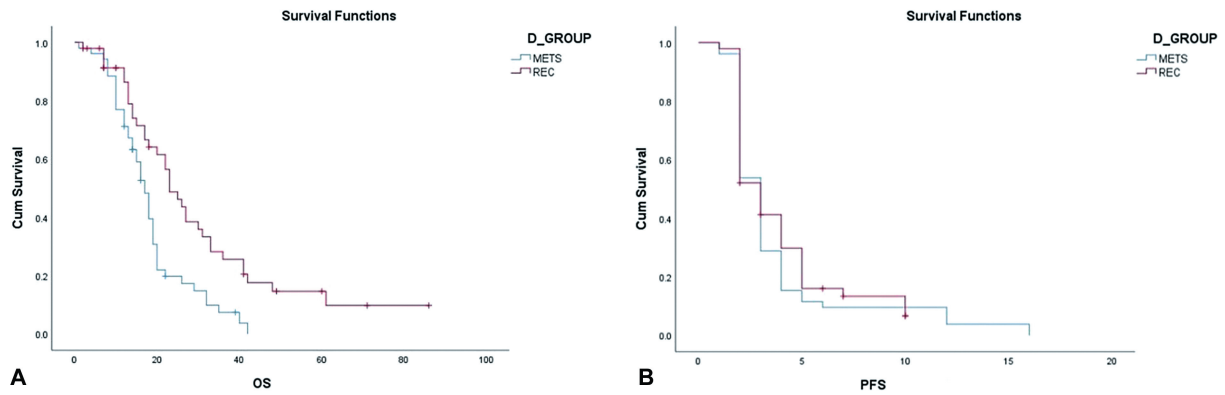 Survival Functions
D_GROUP
METS
REC
Cum Survival
1.0
0.8
0.6
0.4
0.2
0.0
0 20 40 60 80 100
OS
A
Survival Functions
D_GROUP
METS
REC
Cum Survival
1.0
0.8
0.6
0.4
0.2
0.0
0 5 10 15 20
PFS
B